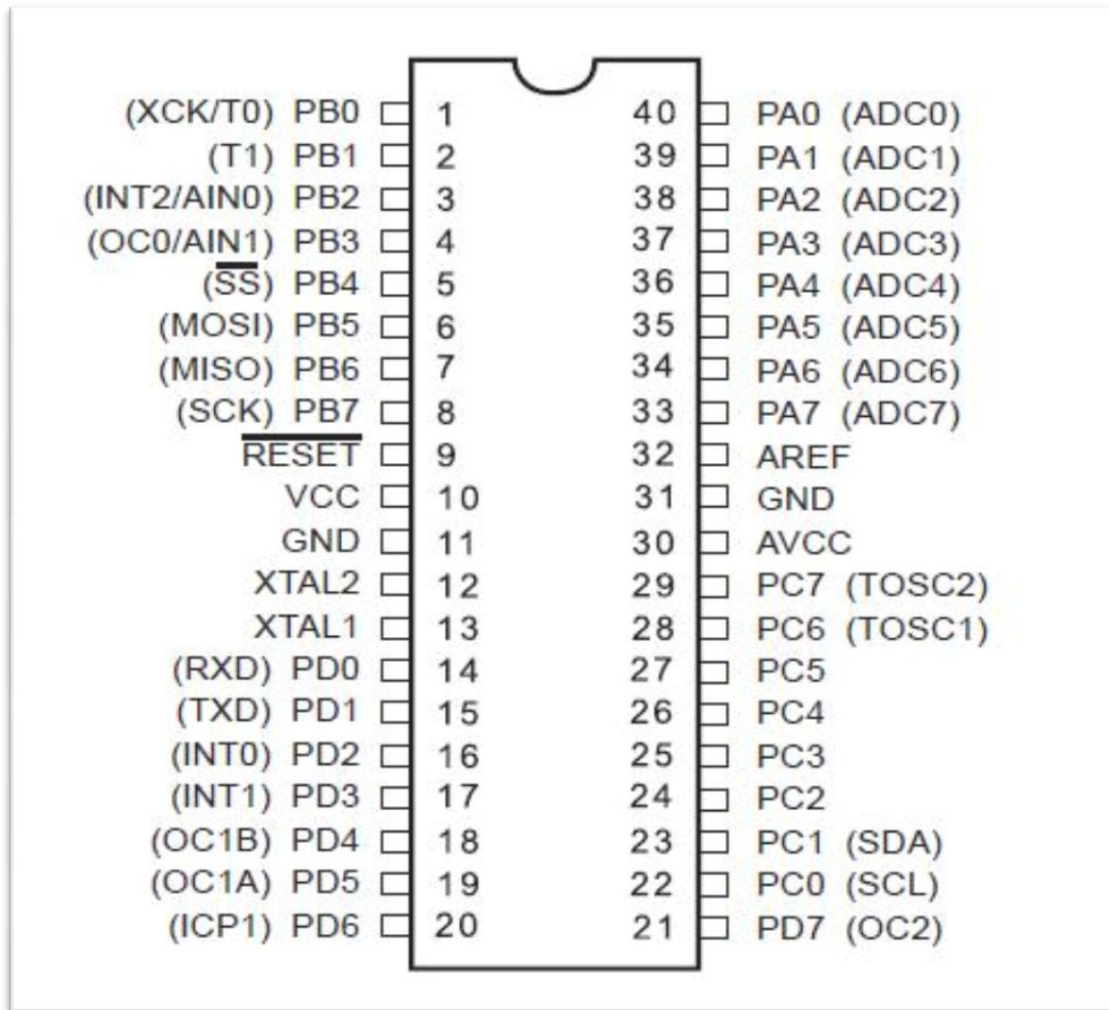 (XCK/T0) PB0 1 40 PA0 (ADC0)
(T1) PB1 2 39 PA1 (ADC1)
(INT2/AIN0) PB2 3 38 PA2 (ADC2)
(OC0/AIN1) PB3 4 37 PA3 (ADC3)
(SS) PB4 5 36 PA4 (ADC4)
(MOSI) PB5 6 35 PA5 (ADC5)
(MISO) PB6 7 34 PA6 (ADC6)
(SCK) PB7 8 33 PA7 (ADC7)
RESET 9 32 AREF
VCC 10 31 GND
GND 11 30 AVCC
XTAL2 12 29 PC7 (TOSC2)
XTAL1 13 28 PC6 (TOSC1)
(RXD) PD0 14 27 PC5
(TXD) PD1 15 26 PC4
(INT0) PD2 16 25 PC3
(INT1) PD3 17 24 PC2
(OC1B) PD4 18 23 PC1 (SDA)
(OC1A) PD5 19 22 PC0 (SCL)
(ICP1) PD6 20 21 PD7 (OC2)